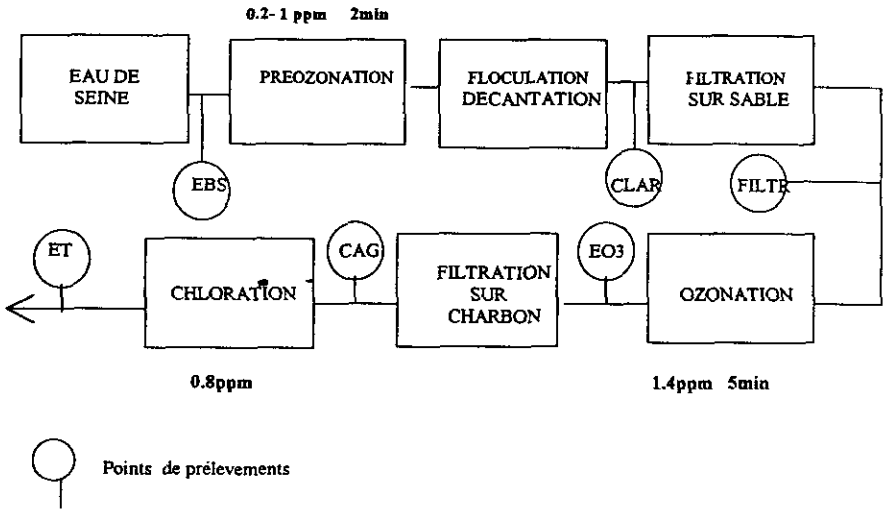 0.2- 1 ppm 2min
EAU DE
SEINE
PREOZONATION
FLOCULATION
DECANTATION
FILTRATION
SUR SABLE
EBS
CLAR
FILTR
ET
CHLORATION
CAG
FILTRATION
SUR
CHARBON
EO3
OZONATION
0.8ppm
1.4ppm 5min
Points de prélevements